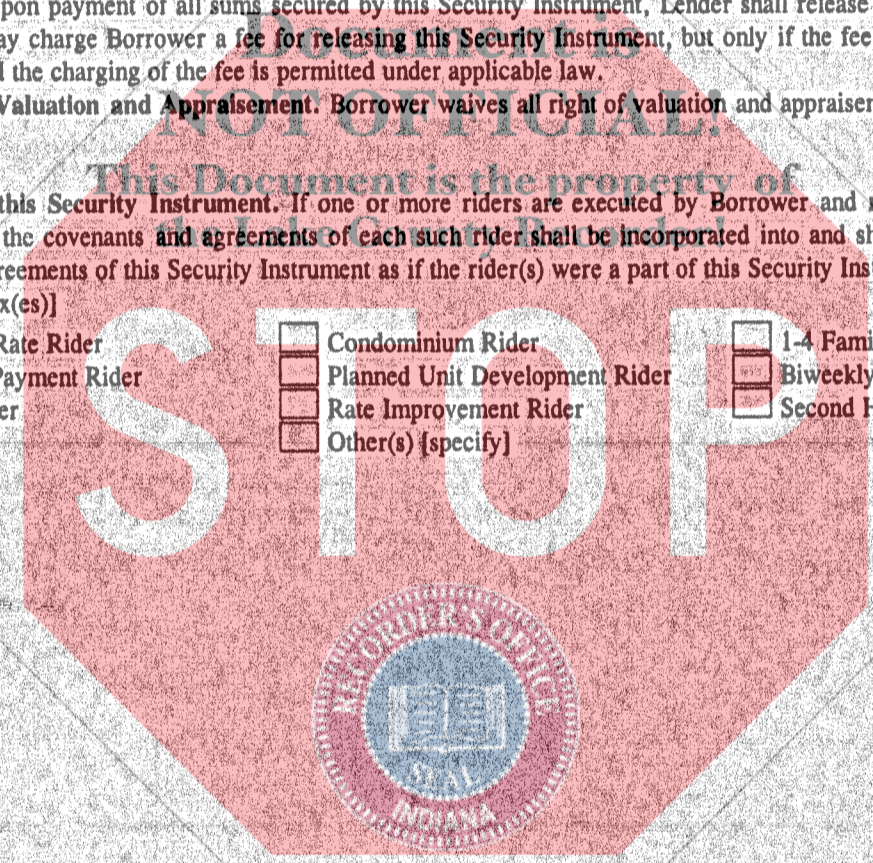 pon payment of all sums secured by this Security Instrument, Lender shall release
ay charge Borrower a fee for releasing this Security Instrument, but only if the fee
the charging of the fee is permitted under applicable law.
Valuation and Appraisement. Borrower waives all right of valuation and appraisem
this Security Instrument. If one or more riders are executed by Borrower and
the covenants and agreements of each such rider shall be incorporated into and sh
reements of this Security Instrument as if the rider(s) were a part of this Security Ins
x(es)]
Rate Rider
Condominium Rider
1-4 Fami
Payment Rider
Planned Unit Development Rider
Biweekly
er
Rate Improvement Rider
Second H
Other(s) [specify]
Document is
NOT OFFICIAL!
This Document is the property of
the Lake County Recorder!
STOP
RECORDER'S OFFICE
SEAL
INDIANA